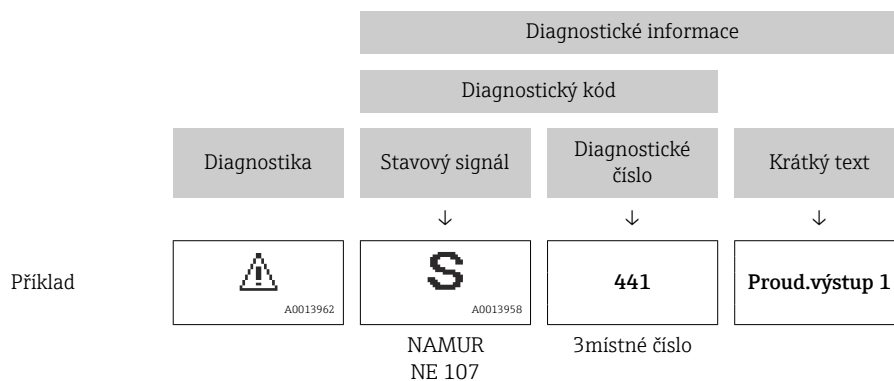 Diagnostické informace
Diagnostický kód
Diagnostika
Stavový signál
Diagnostické
číslo
Krátký text
↓ ↓ ↓
Příklad
A0013962
S
A0013958
441
Proud.výstup 1
NAMUR
NE 107
3místné číslo